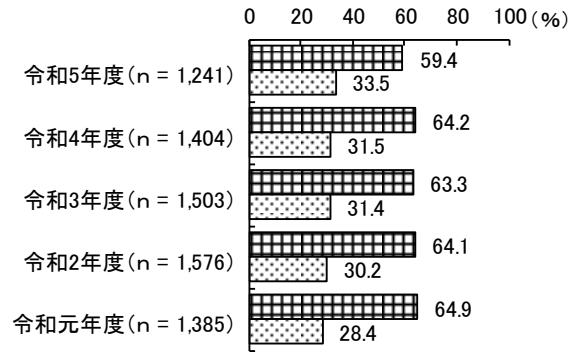 0 20 40 60 80 100(%)
令和5年度(n = 1,241) 59.4
33.5
令和4年度(n = 1,404) 64.2
31.5
令和3年度(n = 1,503) 63.3
31.4
令和2年度(n = 1,576) 64.1
30.2
令和元年度(n = 1,385) 64.9
28.4